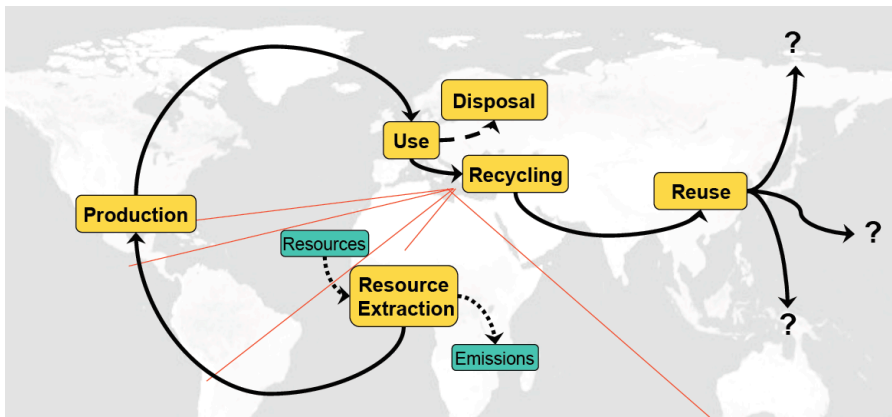 ?
Disposal
Use
Recycling
Production
Reuse
?
Resources
Resource
Extraction
?
Emissions